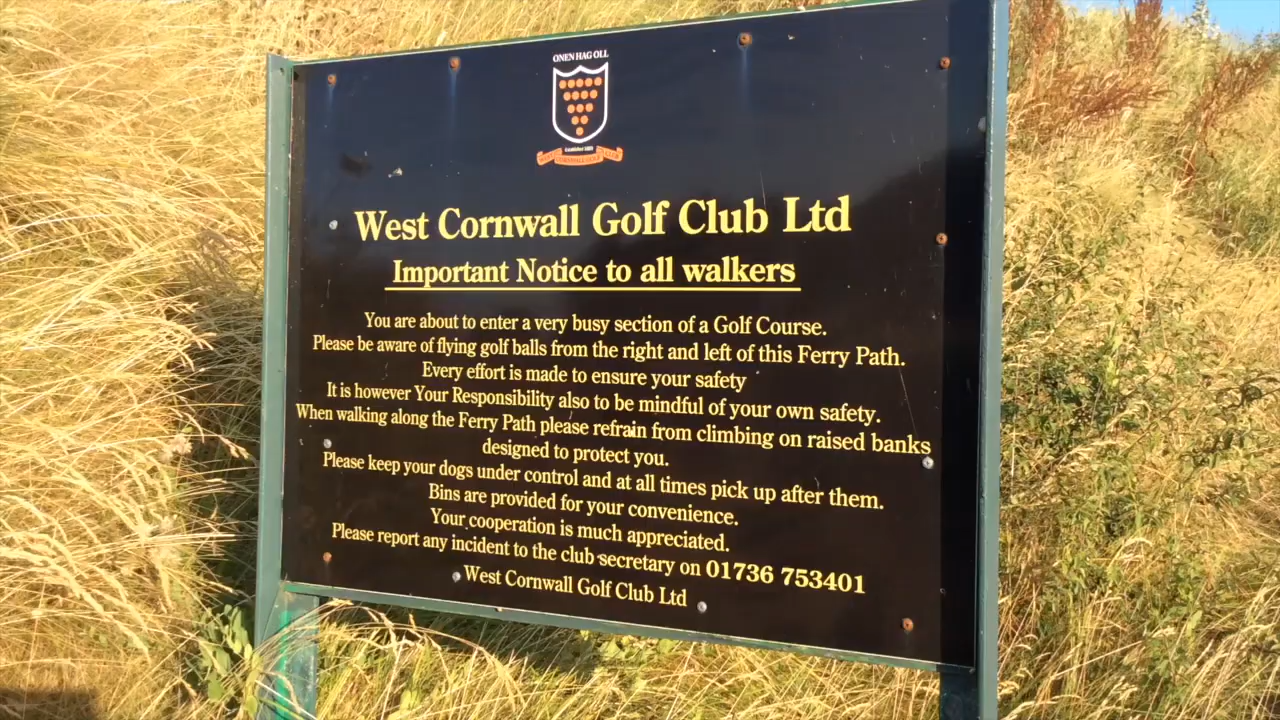 ONEN HAG OLL
Established 1889
WEST CORNWALL GOLF CLUB
West Cornwall Golf Club Ltd
Important Notice to all walkers
You are about to enter a very busy section of a Golf Course.
Please be aware of flying golf balls from the right and left of this Ferry Path.
Every effort is made to ensure your safety
It is however Your Responsibility also to be mindful of your own safety.
When walking along the Ferry Path please refrain from climbing on raised banks
designed to protect you.
Please keep your dogs under control and at all times pick up after them.
Bins are provided for your convenience.
Your cooperation is much appreciated.
Please report any incident to the club secretary on 01736 753401
West Cornwall Golf Club Ltd